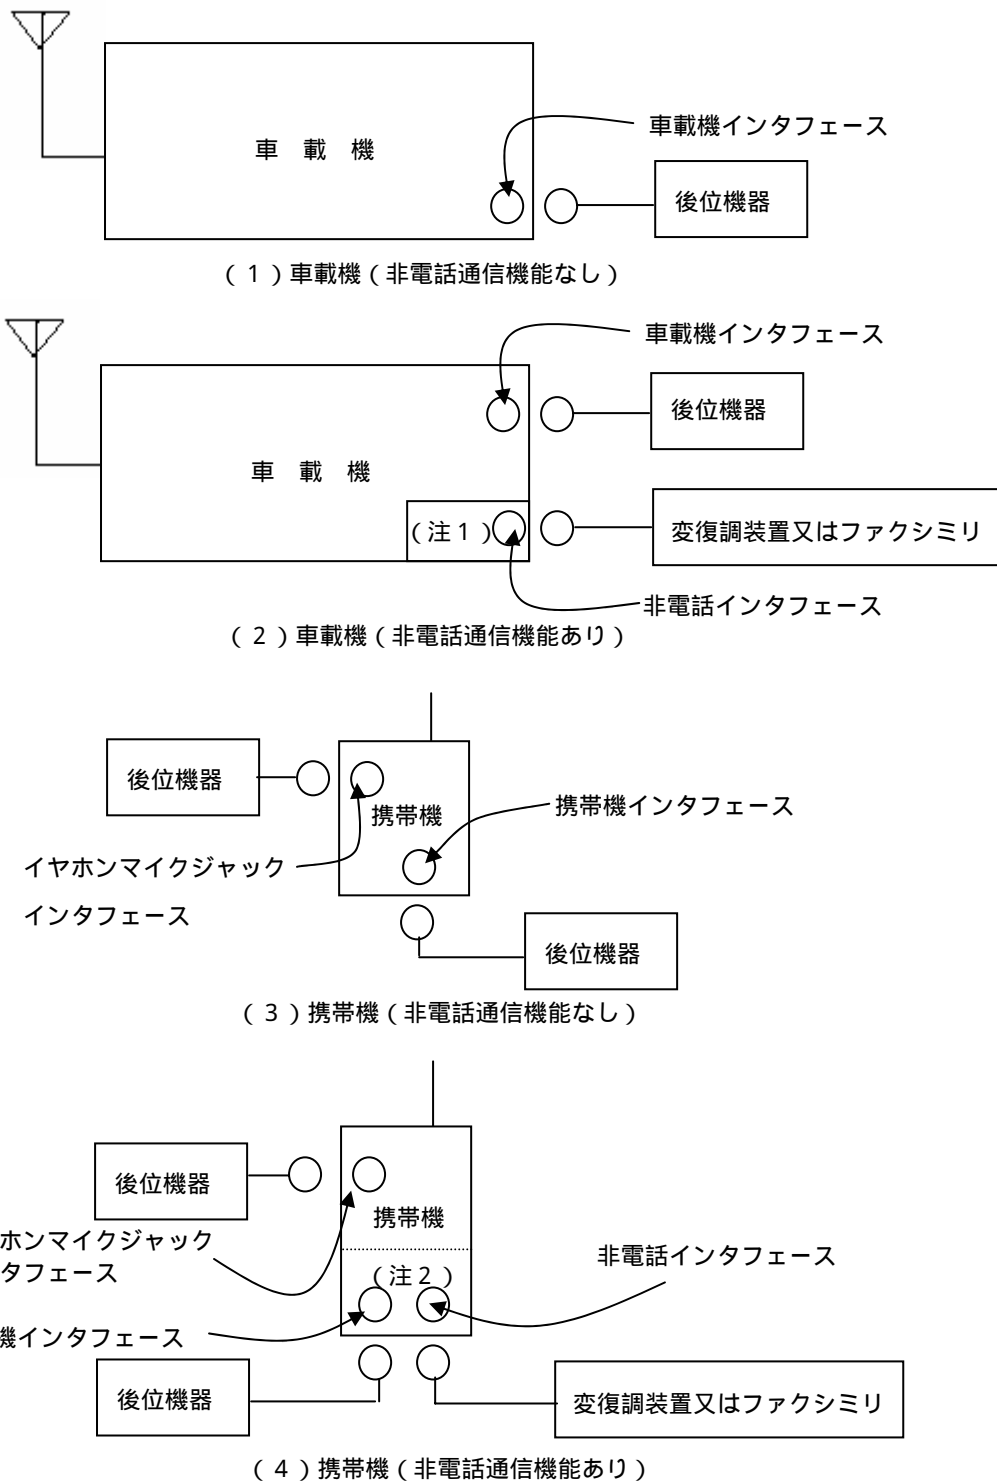 車載機インタフェース
車　載　機
後位機器
（１）車載機（非電話通信機能なし）
車載機インタフェース
後位機器
車　載　機
（注１）
変復調装置又はファクシミリ
非電話インタフェース
（２）車載機（非電話通信機能あり）
後位機器
携帯機インタフェース
携帯機
イヤホンマイクジャック
インタフェース
後位機器
（３）携帯機（非電話通信機能なし）
後位機器
携帯機
ホンマイクジャック
タフェース
非電話インタフェース
（注２）
機インタフェース
後位機器
変復調装置又はファクシミリ
（４）携帯機（非電話通信機能あり）